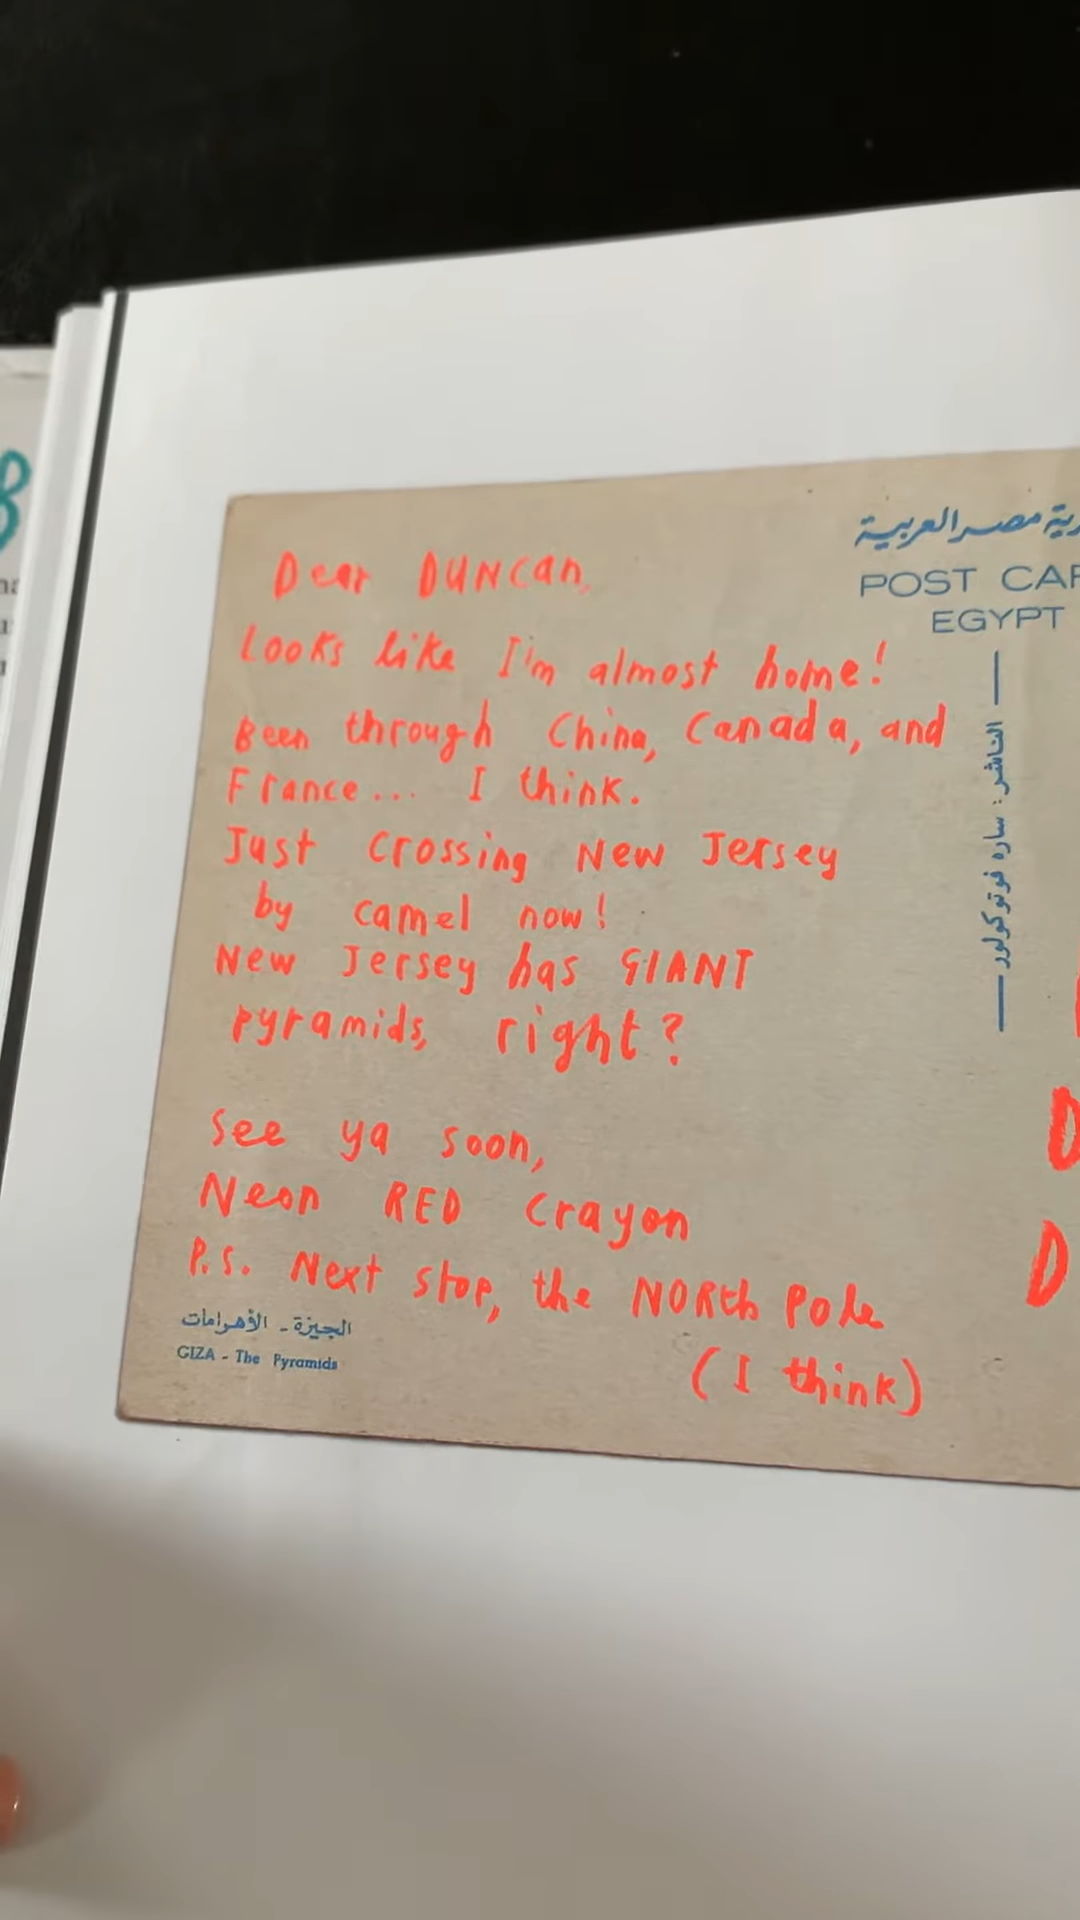 Dear DUNCan,
Looks like I'm almost home!
Been through China, Canada, and
France... I think.
Just crossing New Jersey
by camel now!
New Jersey has GIANT
pyramids, right?
See ya soon,
Neon RED Crayon
P.S. Next stop, the NORth Pole
(I think)
الجيزة - الأهرامات
GIZA - The Pyramids
مصر العربية
POST
EGYPT
الناشر : ساره فوتوكولور
D
D
B